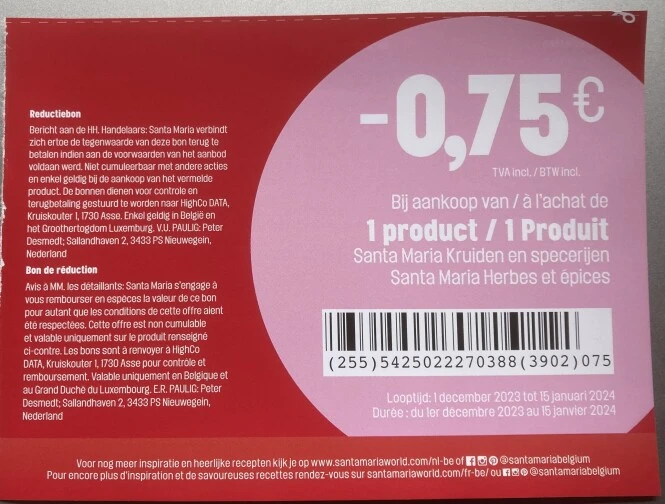 Reductiebon
Bericht aan de HH. Handelaars: Santa Maria verbindt
zich ertoe de tegenwaarde van deze bon terug te
betalen indien aan de voorwaarden van het aanbod
voldaan werd. Niet cumuleerbaar met andere acties
en enkel geldig bij de aankoop van het vermelde
product. De bonnen dienen voor controle en
terugbetaling gestuurd te worden naar HighCo DATA,
Kruiskouter 1, 1730 Asse. Enkel geldig in België en
het Groothertogdom Luxemburg. V.U. PAULIG: Peter
Desmedt; Sallandhaven 2, 3433 PS Nieuwegein,
Nederland
Bon de réduction
Avis à MM. les détaillants: Santa Maria s'engage à
vous rembourser en espèces la valeur de ce bon
pour autant que les conditions de cette offre aient
été respectées. Cette offre est non cumulable
et valable uniquement sur le produit renseigné
ci-contre. Les bons sont à renvoyer à HighCo
DATA, Kruiskouter 1, 1730 Asse pour contrôle et
remboursement. Valable uniquement en Belgique et
au Grand Duché du Luxembourg. E.R. PAULIG: Peter
Desmedt; Sallandhaven 2, 3433 PS Nieuwegein,
Nederland
-0,75€
TVA incl. / BTW incl.
Bij aankoop van / à l'achat de
1 product / 1 Produit
Santa Maria Kruiden en specerijen
Santa Maria Herbes et épices
(255)5425022270388(3902)075
Looptijd: 1 december 2023 tot 15 januari 2024
Durée : du 1er décembre 2023 au 15 janvier 2024
Voor nog meer inspiratie en heerlijke recepten kijk je op www.santamariaworld.com/nl-be of @santamariabelgium
Pour encore plus d'inspiration et de savoureuses recettes rendez-vous sur santamariaworld.com/fr-be/ ou @santamariabelgium